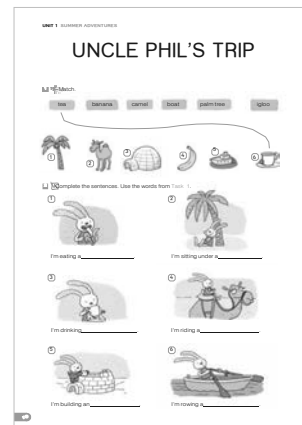 UNIT 1 SUMMER ADVENTURES
UNCLE PHIL'S TRIP
Match.
tea banana camel boat palm tree igloo
1 2 3 4 5 6
Complete the sentences. Use the words from Task 1.
1 2
I'm eating a I'm sitting under a
3 4
I'm drinking I'm riding a
5 6
I'm building an I'm rowing a